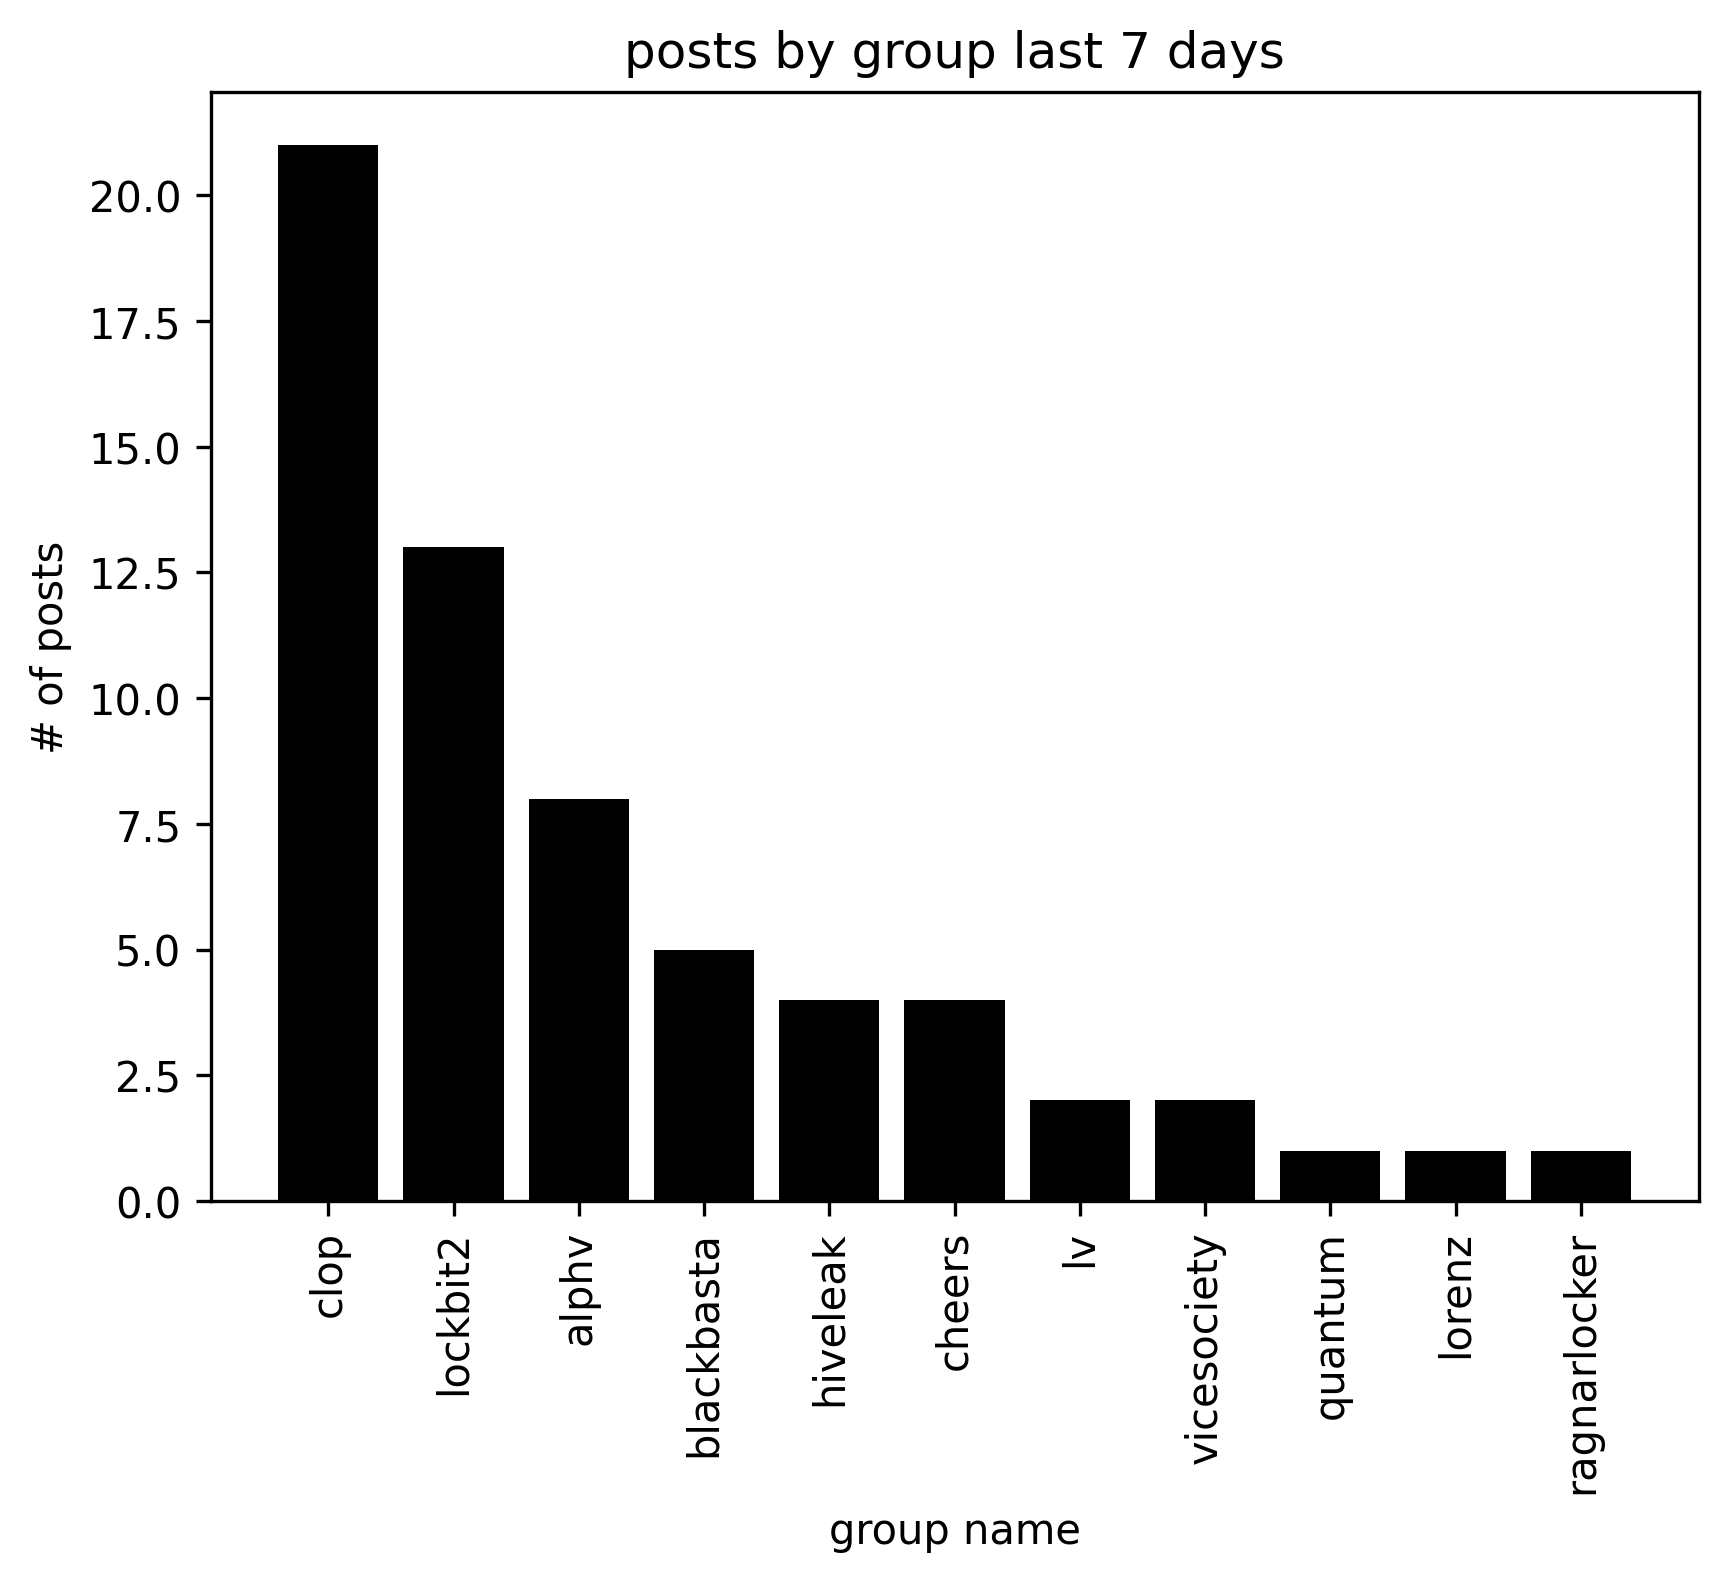 posts by group last 7 days
# of posts
20.0
17.5
15.0
12.5
10.0
7.5
5.0
2.5
0.0
clop
lockbit2
alphv
blackbasta
hiveleak
cheers
lv
vicesociety
quantum
lorenz
ragnarlocker
group name